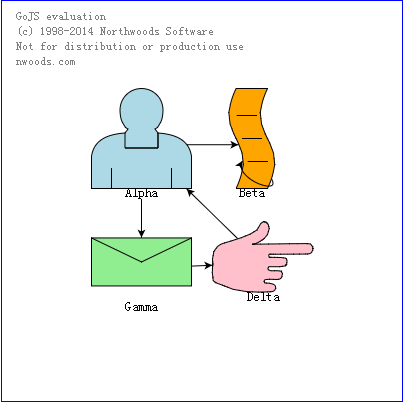 GoJS evaluation
(c) 1998-2014 Northwoods Software
Not for distribution or production use
nwoods.com
Alpha
Beta
Gamma
Delta